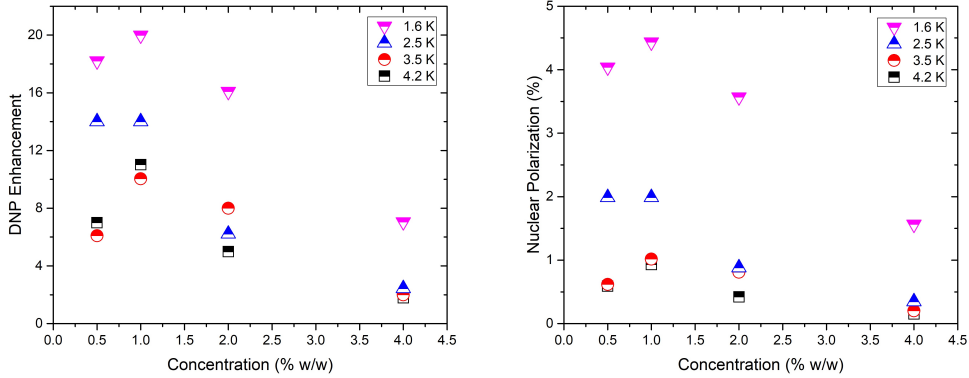 20
16
12
8
4
0
0.0 0.5 1.0 1.5 2.0 2.5 3.0 3.5 4.0 4.5
DNP Enhancement
Concentration (% w/w)
1.6 K
2.5 K
3.5 K
4.2 K
5
4
3
2
1
0
0.0 0.5 1.0 1.5 2.0 2.5 3.0 3.5 4.0 4.5
Nuclear Polarization (%)
Concentration (% w/w)
1.6 K
2.5 K
3.5 K
4.2 K